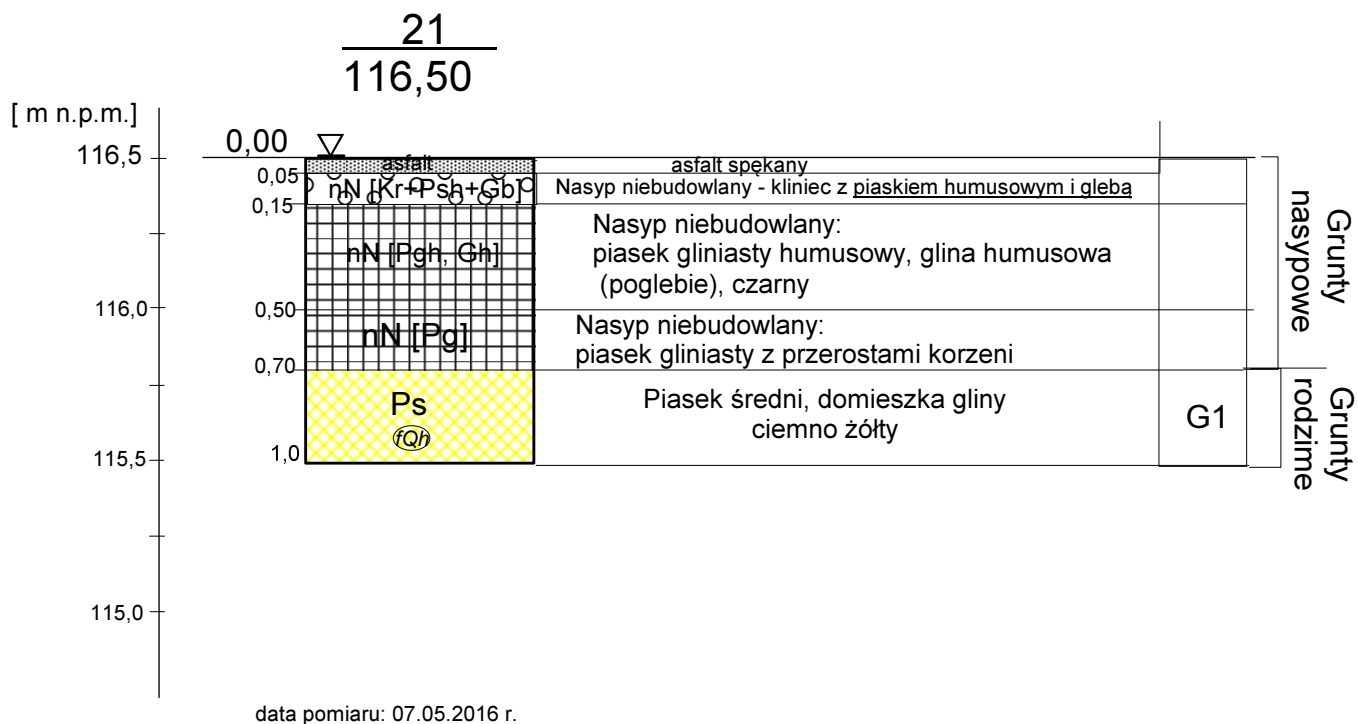 21
116,50
[ m n.p.m.]
116,5
0,00
asfalt
asfalt spękany
0,05
nN [Kr+Psh+Gb]
Nasyp niebudowlany - kliniec z piaskiem humusowym i glebą
0,15
nN [Pgh, Gh]
Nasyp niebudowlany:
piasek gliniasty humusowy, glina humusowa
(poglebie), czarny
Grunty
nasypowe
116,0
0,50
nN [Pg]
Nasyp niebudowlany:
piasek gliniasty z przerostami korzeni
0,70
Ps
fQh
Piasek średni, domieszka gliny
ciemno żółty
G1
Grunty
rodzime
1,0
115,5
115,0
data pomiaru: 07.05.2016 r.